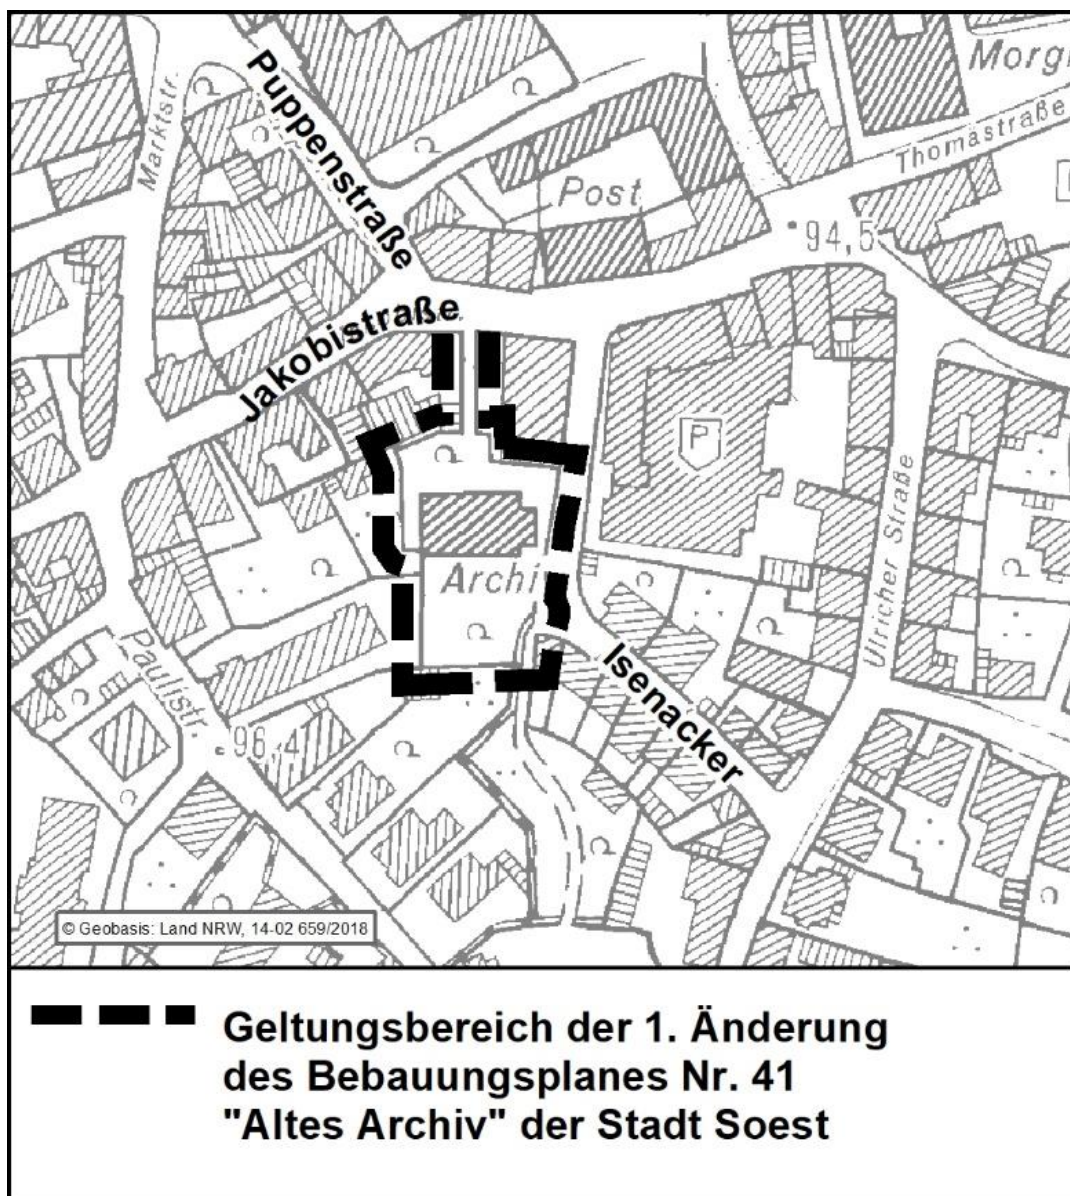 Morg
Marktstr.
Puppenstraße
Thomästraße
Post
94,5
Jakobistraße
P
Ulricher Straße
Archi
Isenacker
Paulistr.
96,4
© Geobasis: Land NRW, 14-02 659/2018
Geltungsbereich der 1. Änderung
des Bebauungsplanes Nr. 41
"Altes Archiv" der Stadt Soest